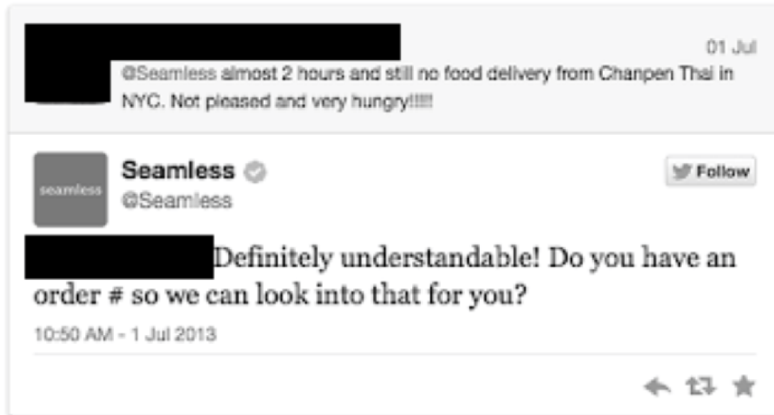 01 Jul
@Seamless almost 2 hours and still no food delivery from Chanpen Thai in
NYC. Not pleased and very hungry!!!!!
seamless
Seamless
@Seamless
Follow
Definitely understandable! Do you have an
order # so we can look into that for you?
10:50 AM - 1 Jul 2013